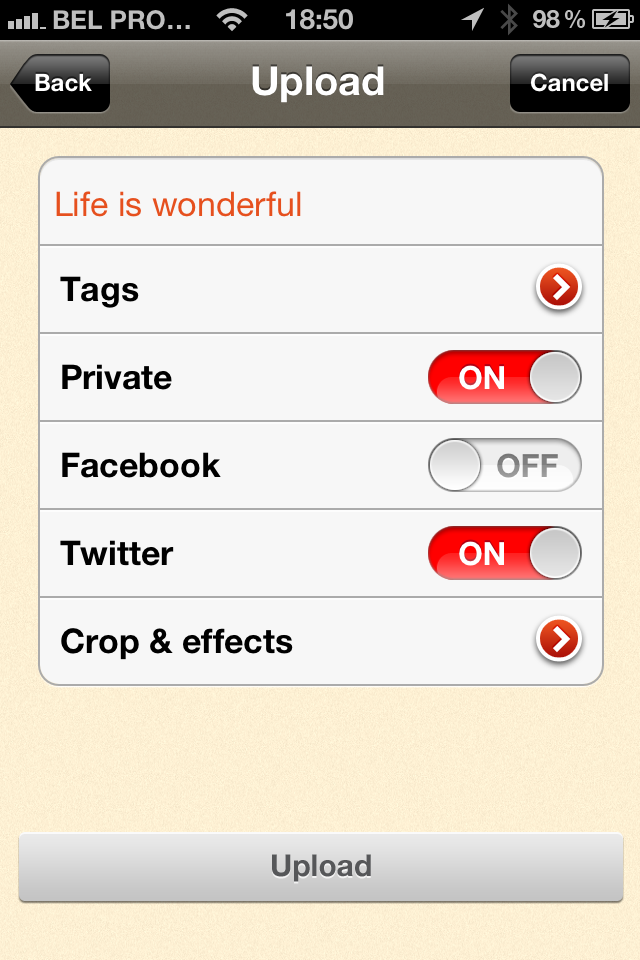 BEL PRO... 18:50 98 %
Back Upload Cancel
Life is wonderful
Tags
Private ON
Facebook OFF
Twitter ON
Crop & effects
Upload